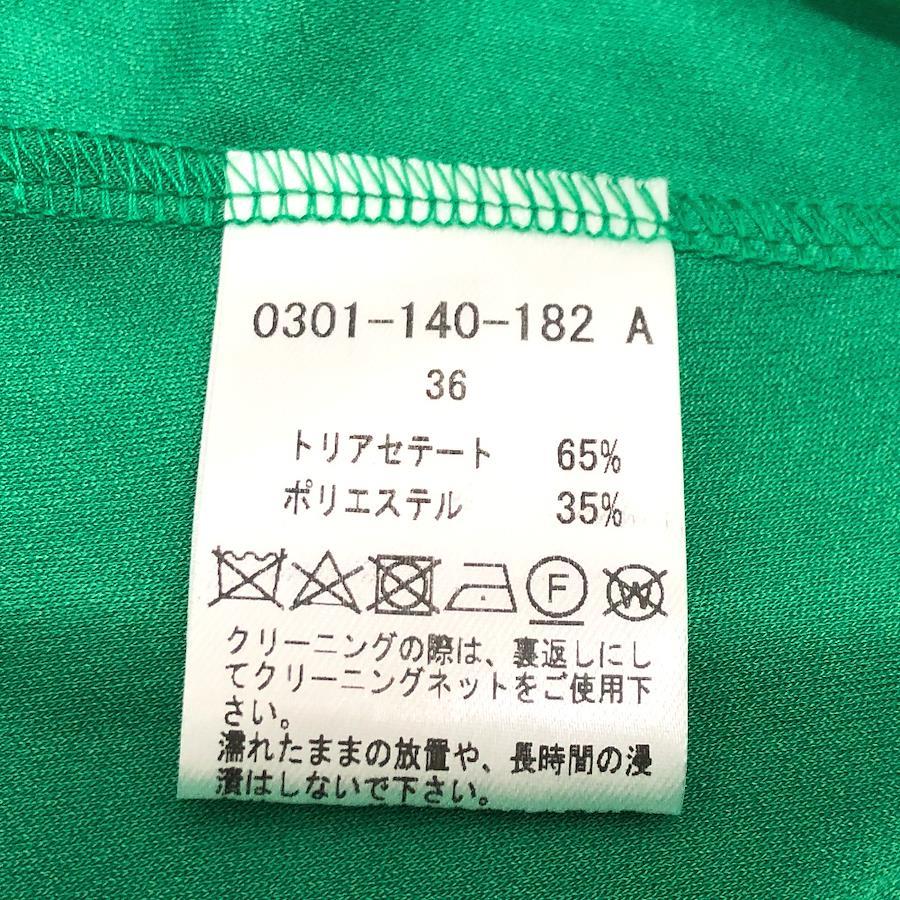 0301-140-182 A
36
トリアセテート 65%
ポリエステル 35%
F W
クリーニングの際は、裏返しにし
てクリーニングネットをご使用下
さい。
濡れたままの放置や、長時間の浸
漬はしないで下さい。